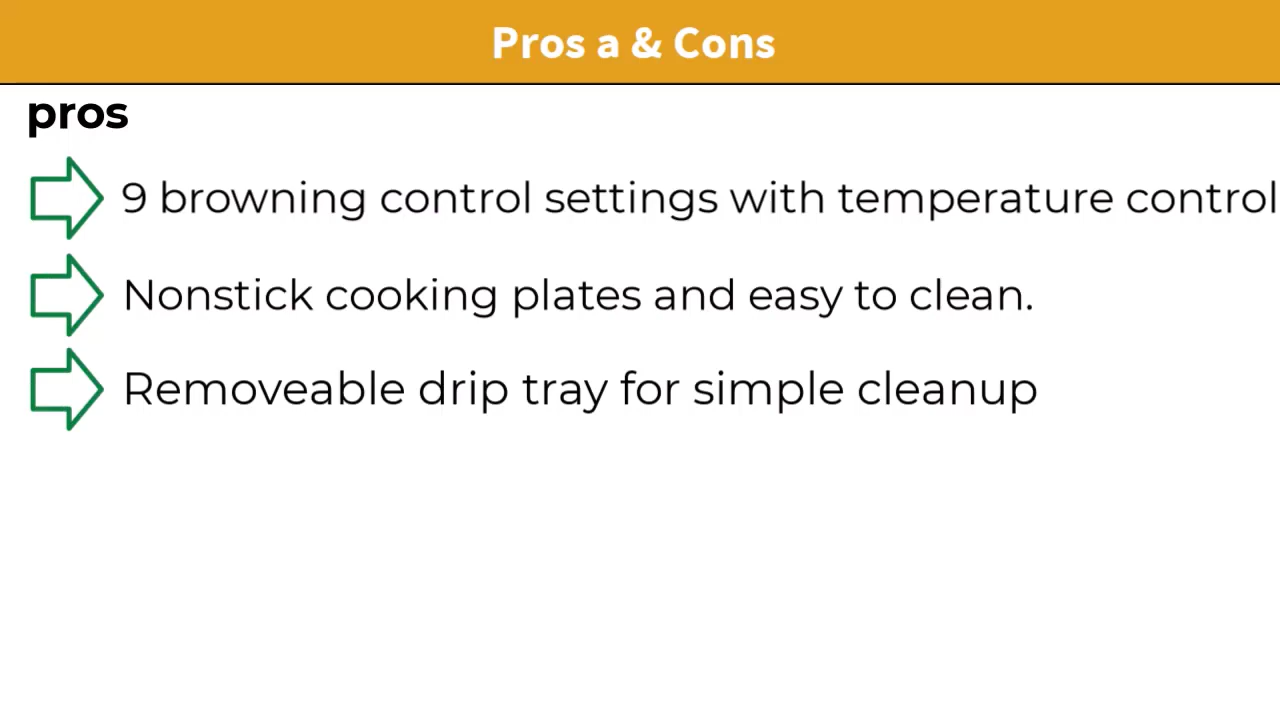 Pros a & Cons
pros
9 browning control settings with temperature control
Nonstick cooking plates and easy to clean.
Removeable drip tray for simple cleanup